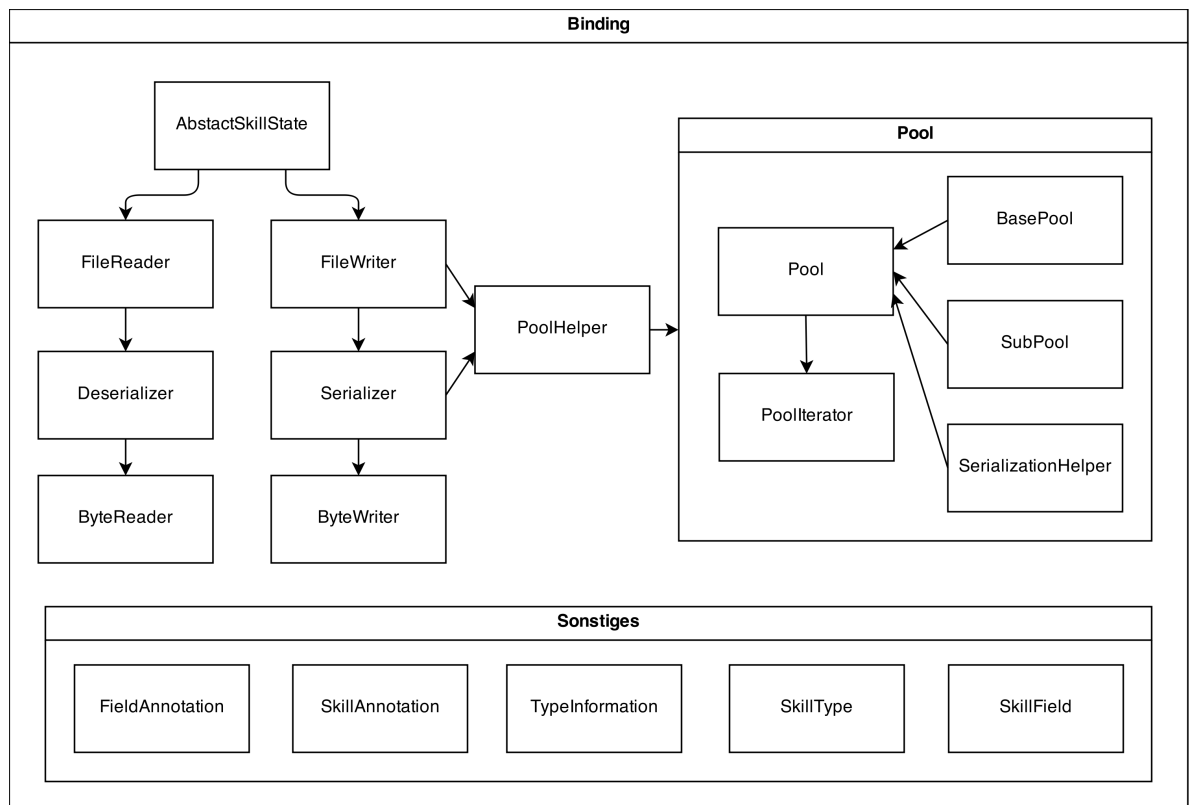 Binding
AbstactSkillState
Pool
BasePool
FileReader
FileWriter
Pool
PoolHelper
SubPool
Deserializer
Serializer
PoolIterator
SerializationHelper
ByteReader
ByteWriter
Sonstiges
FieldAnnotation
SkillAnnotation
TypeInformation
SkillType
SkillField